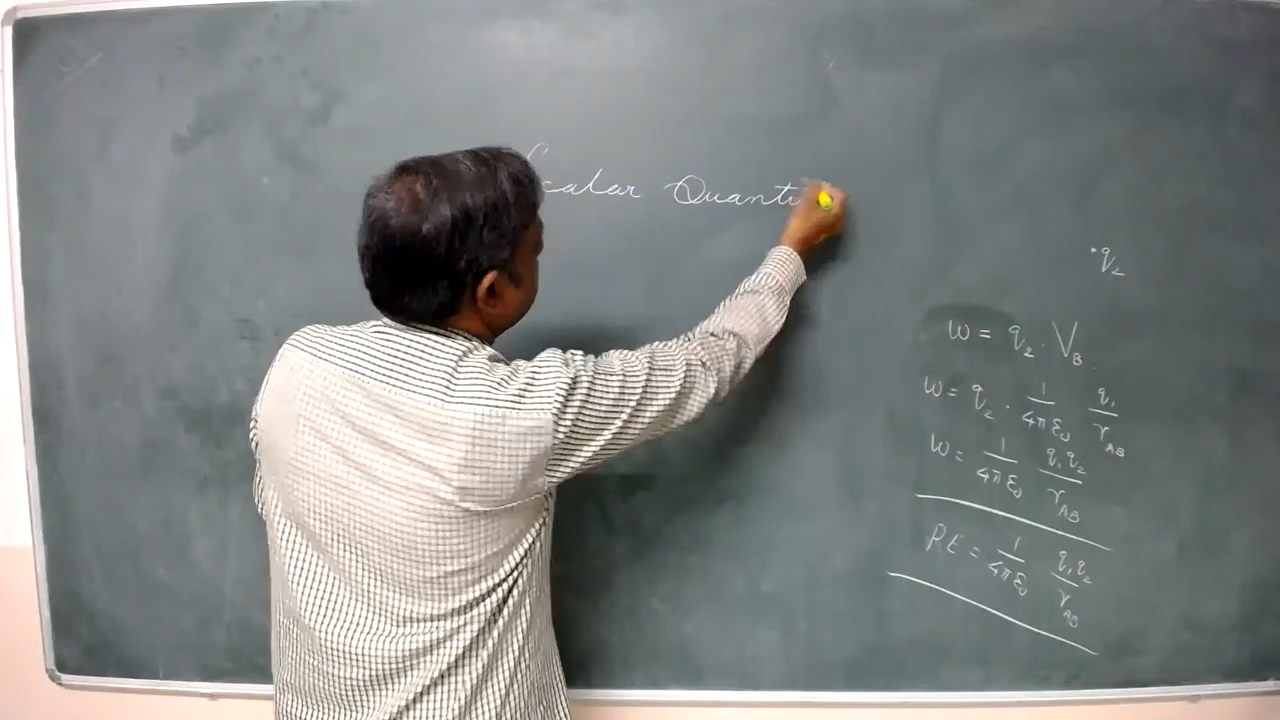 Scalar Quanti
· q₂
W = q₂ . V_B .
W = q₂ . 1/4πε₀ q₁/r_AB
W = 1/4πε₀ q₁q₂/r_AB
PE = 1/4πε₀ q₁q₂/r_AB